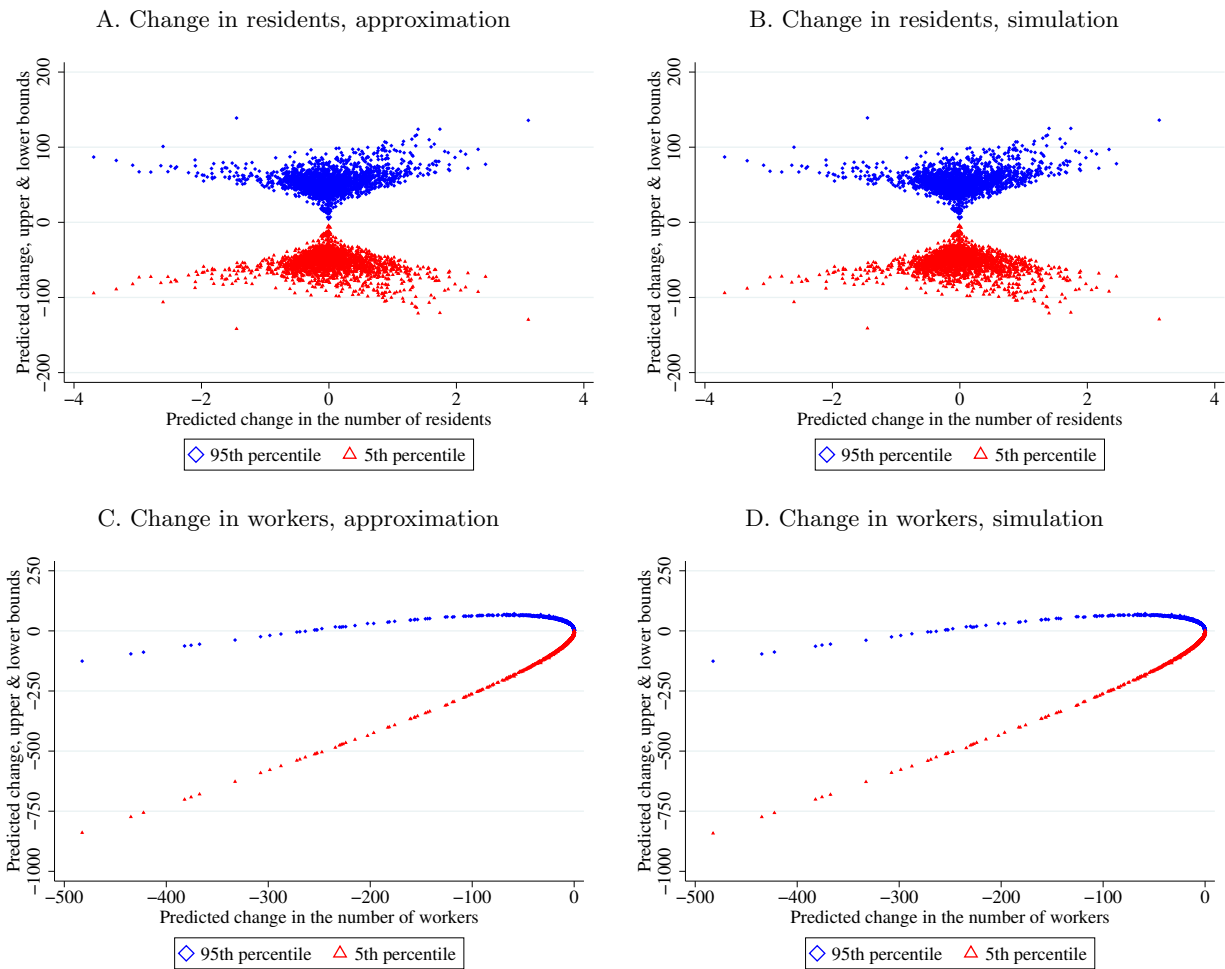 A. Change in residents, approximation
Predicted change, upper & lower bounds
200
100
0
−100
−200
−4 −2 0 2 4
Predicted change in the number of residents
95th percentile 5th percentile
B. Change in residents, simulation
Predicted change, upper & lower bounds
200
100
0
−100
−200
−4 −2 0 2 4
Predicted change in the number of residents
95th percentile 5th percentile
C. Change in workers, approximation
Predicted change, upper & lower bounds
250
0
−250
−500
−750
−1000
−500 −400 −300 −200 −100 0
Predicted change in the number of workers
95th percentile 5th percentile
D. Change in workers, simulation
Predicted change, upper & lower bounds
250
0
−250
−500
−750
−1000
−500 −400 −300 −200 −100 0
Predicted change in the number of workers
95th percentile 5th percentile